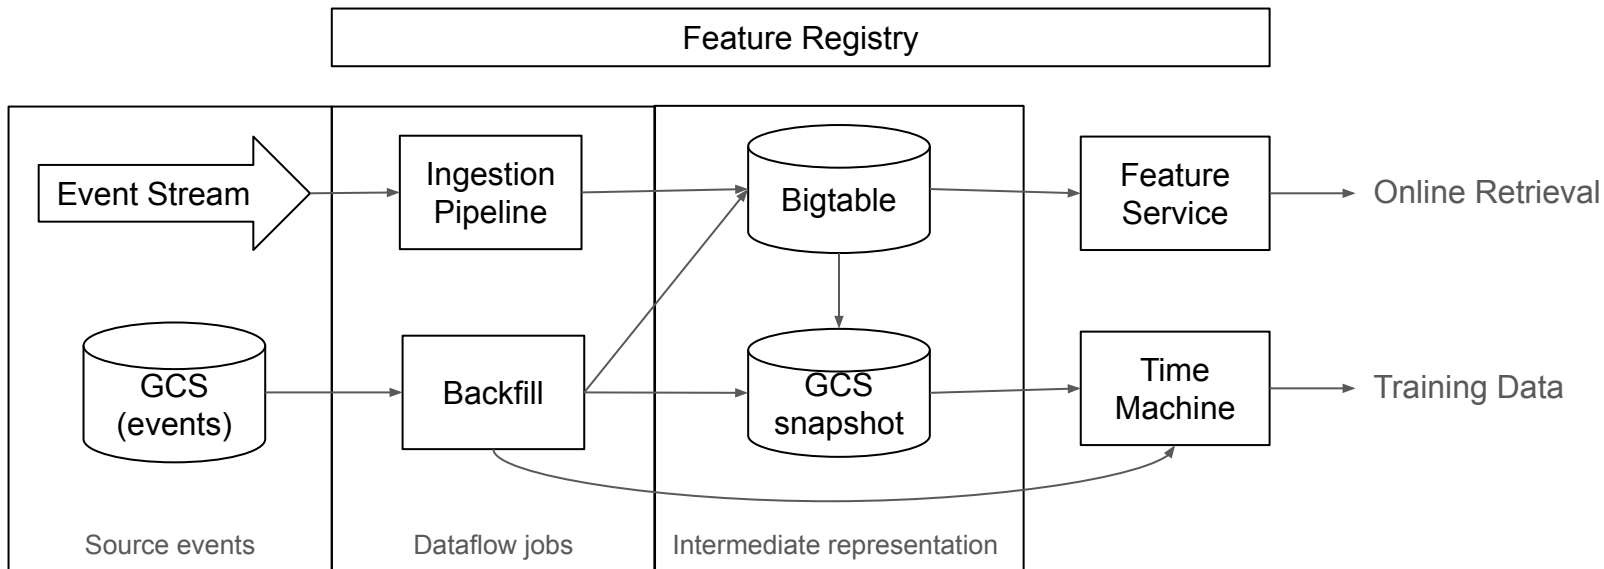 Feature Registry
Event Stream
Ingestion
Pipeline
Bigtable
Feature
Service
Online Retrieval
GCS
(events)
Backfill
GCS
snapshot
Time
Machine
Training Data
Source events
Dataflow jobs
Intermediate representation